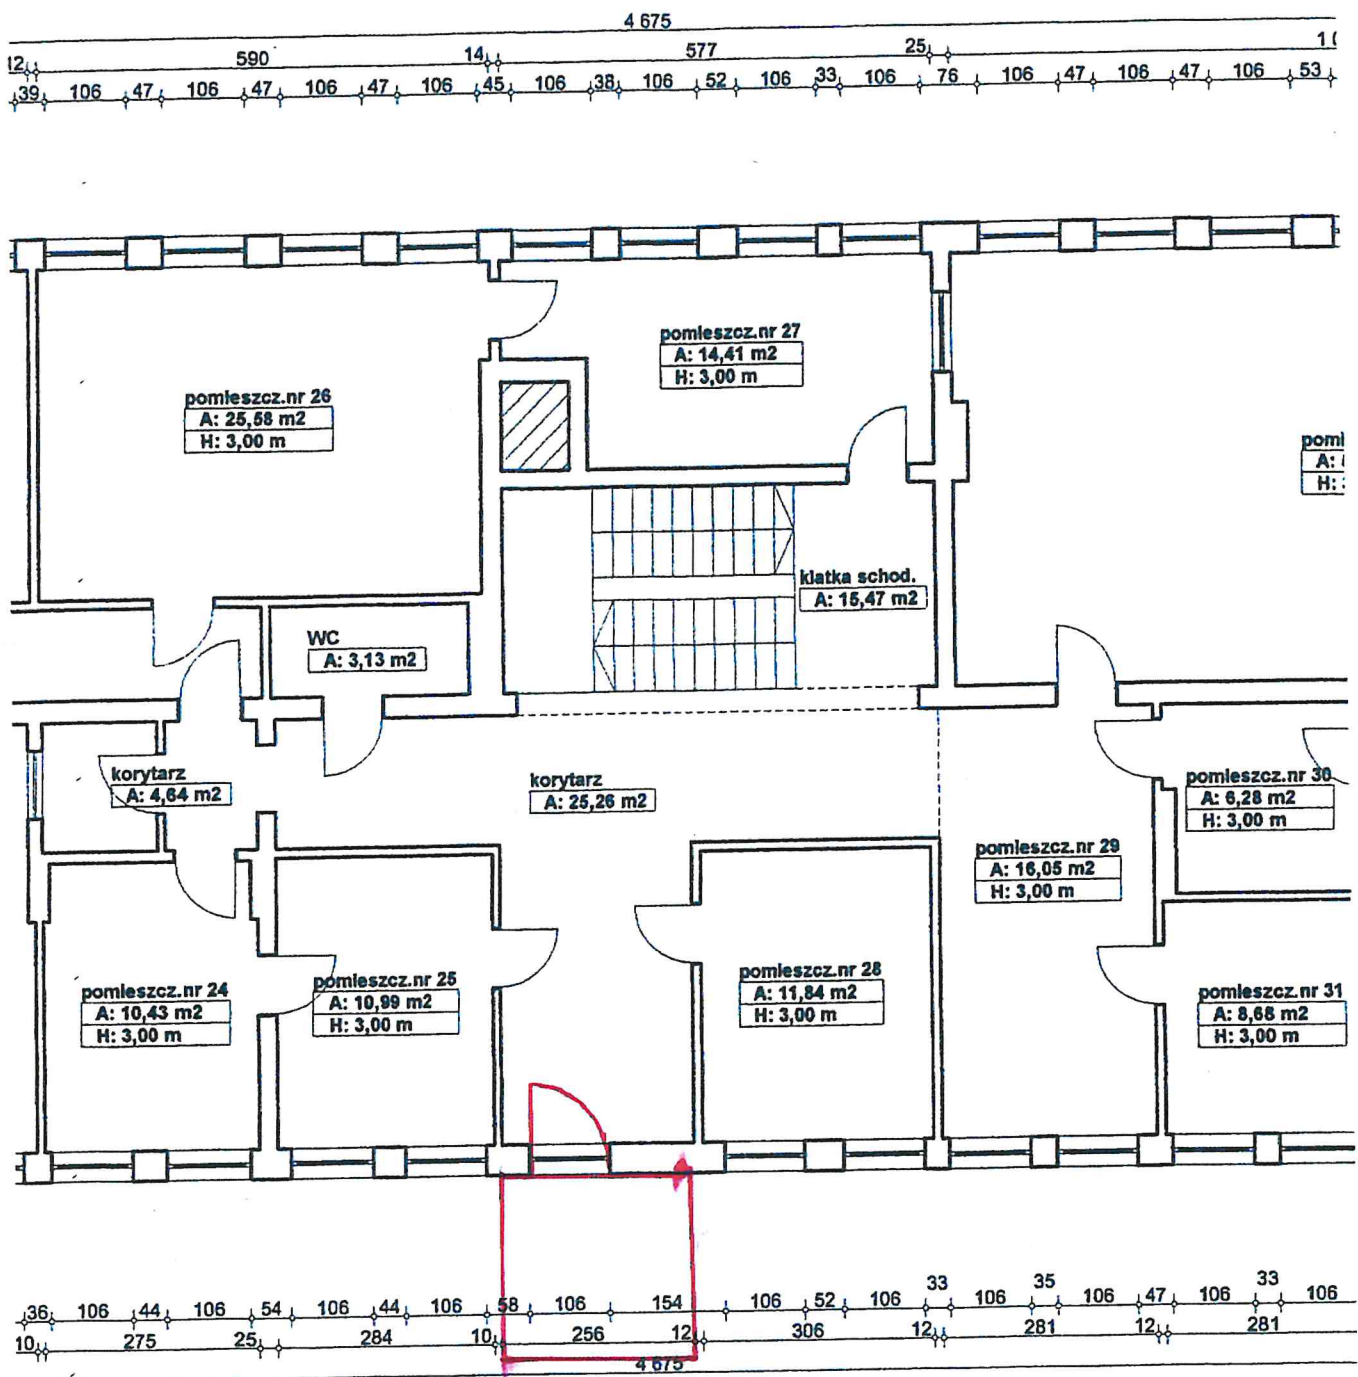 4 675
12 590 14 577 25 1 (
39 106 47 106 47 106 47 106 45 106 38 106 52 106 33 106 76 106 47 106 47 106 53
pomieszcz.nr 27
A: 14,41 m2
H: 3,00 m
pomieszcz.nr 26
A: 25,58 m2
H: 3,00 m
pomi
A:
H:
klatka schod.
A: 15,47 m2
WC
A: 3,13 m2
korytarz
A: 4,64 m2
korytarz
A: 25,26 m2
pomieszcz.nr 30
A: 6,28 m2
H: 3,00 m
pomieszcz.nr 29
A: 16,05 m2
H: 3,00 m
pomieszcz.nr 24
A: 10,43 m2
H: 3,00 m
pomieszcz.nr 25
A: 10,99 m2
H: 3,00 m
pomieszcz.nr 28
A: 11,84 m2
H: 3,00 m
pomieszcz.nr 31
A: 8,68 m2
H: 3,00 m
36 106 44 106 54 106 44 106 58 106 154 106 52 106 33 106 35 106 47 106 33 106
10 275 25 284 10 256 12 306 12 281 12 281
4 675